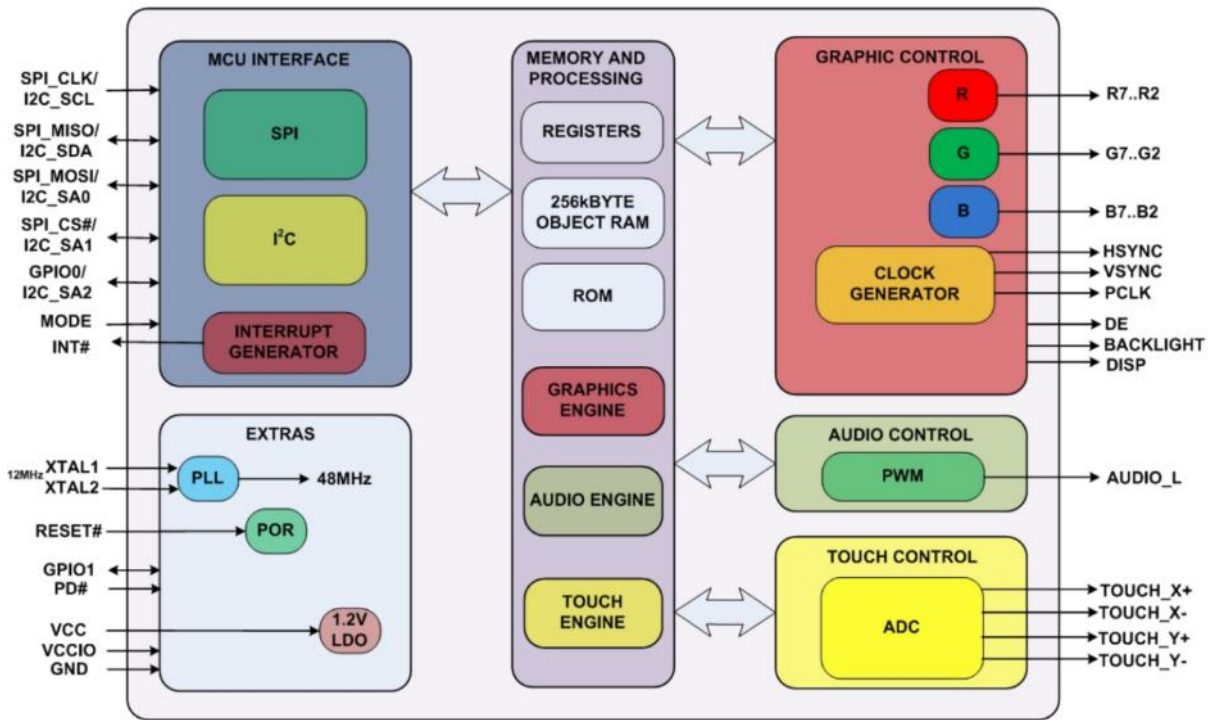 MCU INTERFACE
SPI_CLK/
I2C_SCL
SPI_MISO/
I2C_SDA
SPI_MOSI/
I2C_SA0
SPI_CS#/
I2C_SA1
GPIO0/
I2C_SA2
MODE
INT#
SPI
I²C
INTERRUPT
GENERATOR
EXTRAS
12MHz XTAL1
XTAL2
PLL
48MHz
RESET#
POR
GPIO1
PD#
VCC
VCCIO
GND
1.2V
LDO
MEMORY AND
PROCESSING
REGISTERS
256kBYTE
OBJECT RAM
ROM
GRAPHICS
ENGINE
AUDIO ENGINE
TOUCH
ENGINE
GRAPHIC CONTROL
R
G
B
CLOCK
GENERATOR
R7..R2
G7..G2
B7..B2
HSYNC
VSYNC
PCLK
DE
BACKLIGHT
DISP
AUDIO CONTROL
PWM
AUDIO_L
TOUCH CONTROL
ADC
TOUCH_X+
TOUCH_X-
TOUCH_Y+
TOUCH_Y-